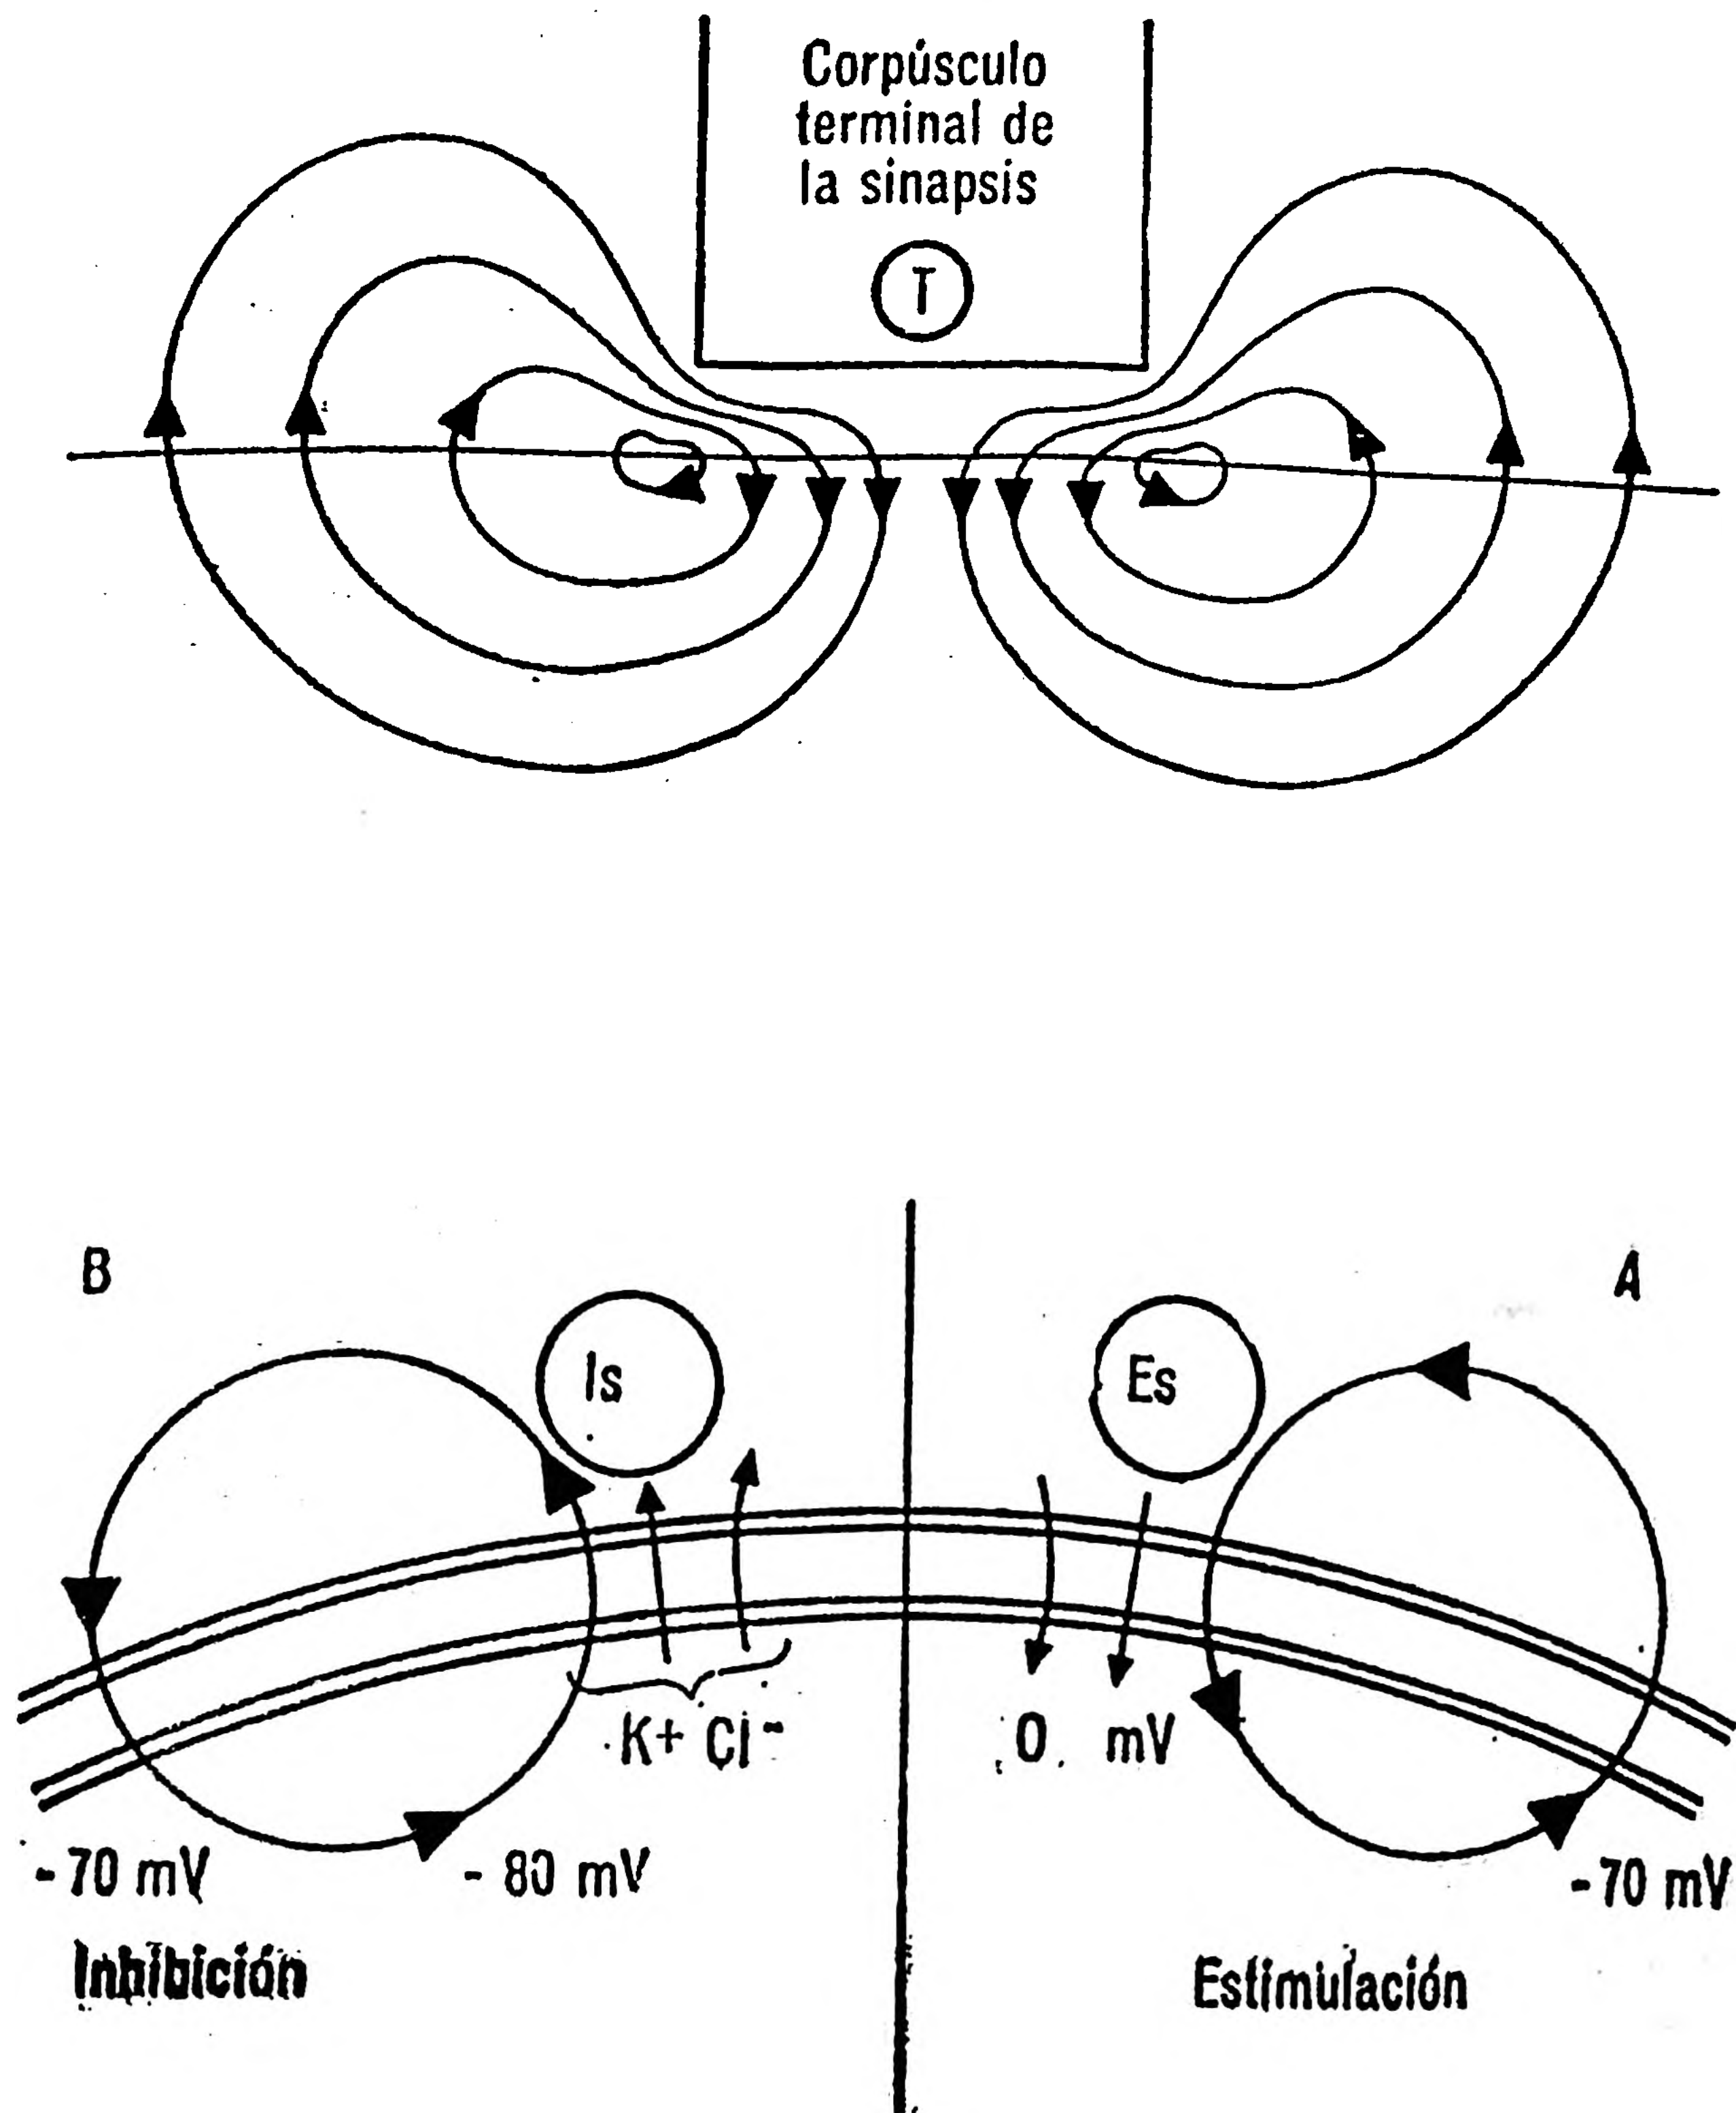 Corpúsculo
terminal de
la sinapsis
T
B
A
Is
Es
K+ Cl-
0. mV
-70 mV
-80 mV
-70 mV
Inhibición
Estimulación